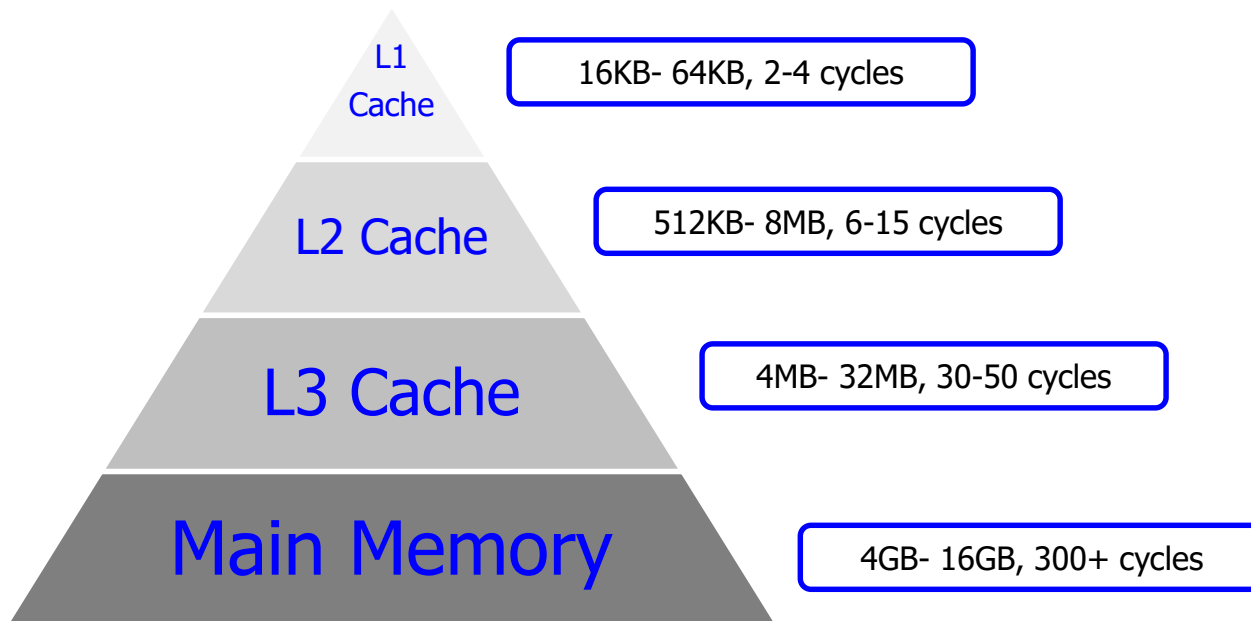 L1
Cache
16KB- 64KB, 2-4 cycles
L2 Cache
512KB- 8MB, 6-15 cycles
L3 Cache
4MB- 32MB, 30-50 cycles
Main Memory
4GB- 16GB, 300+ cycles